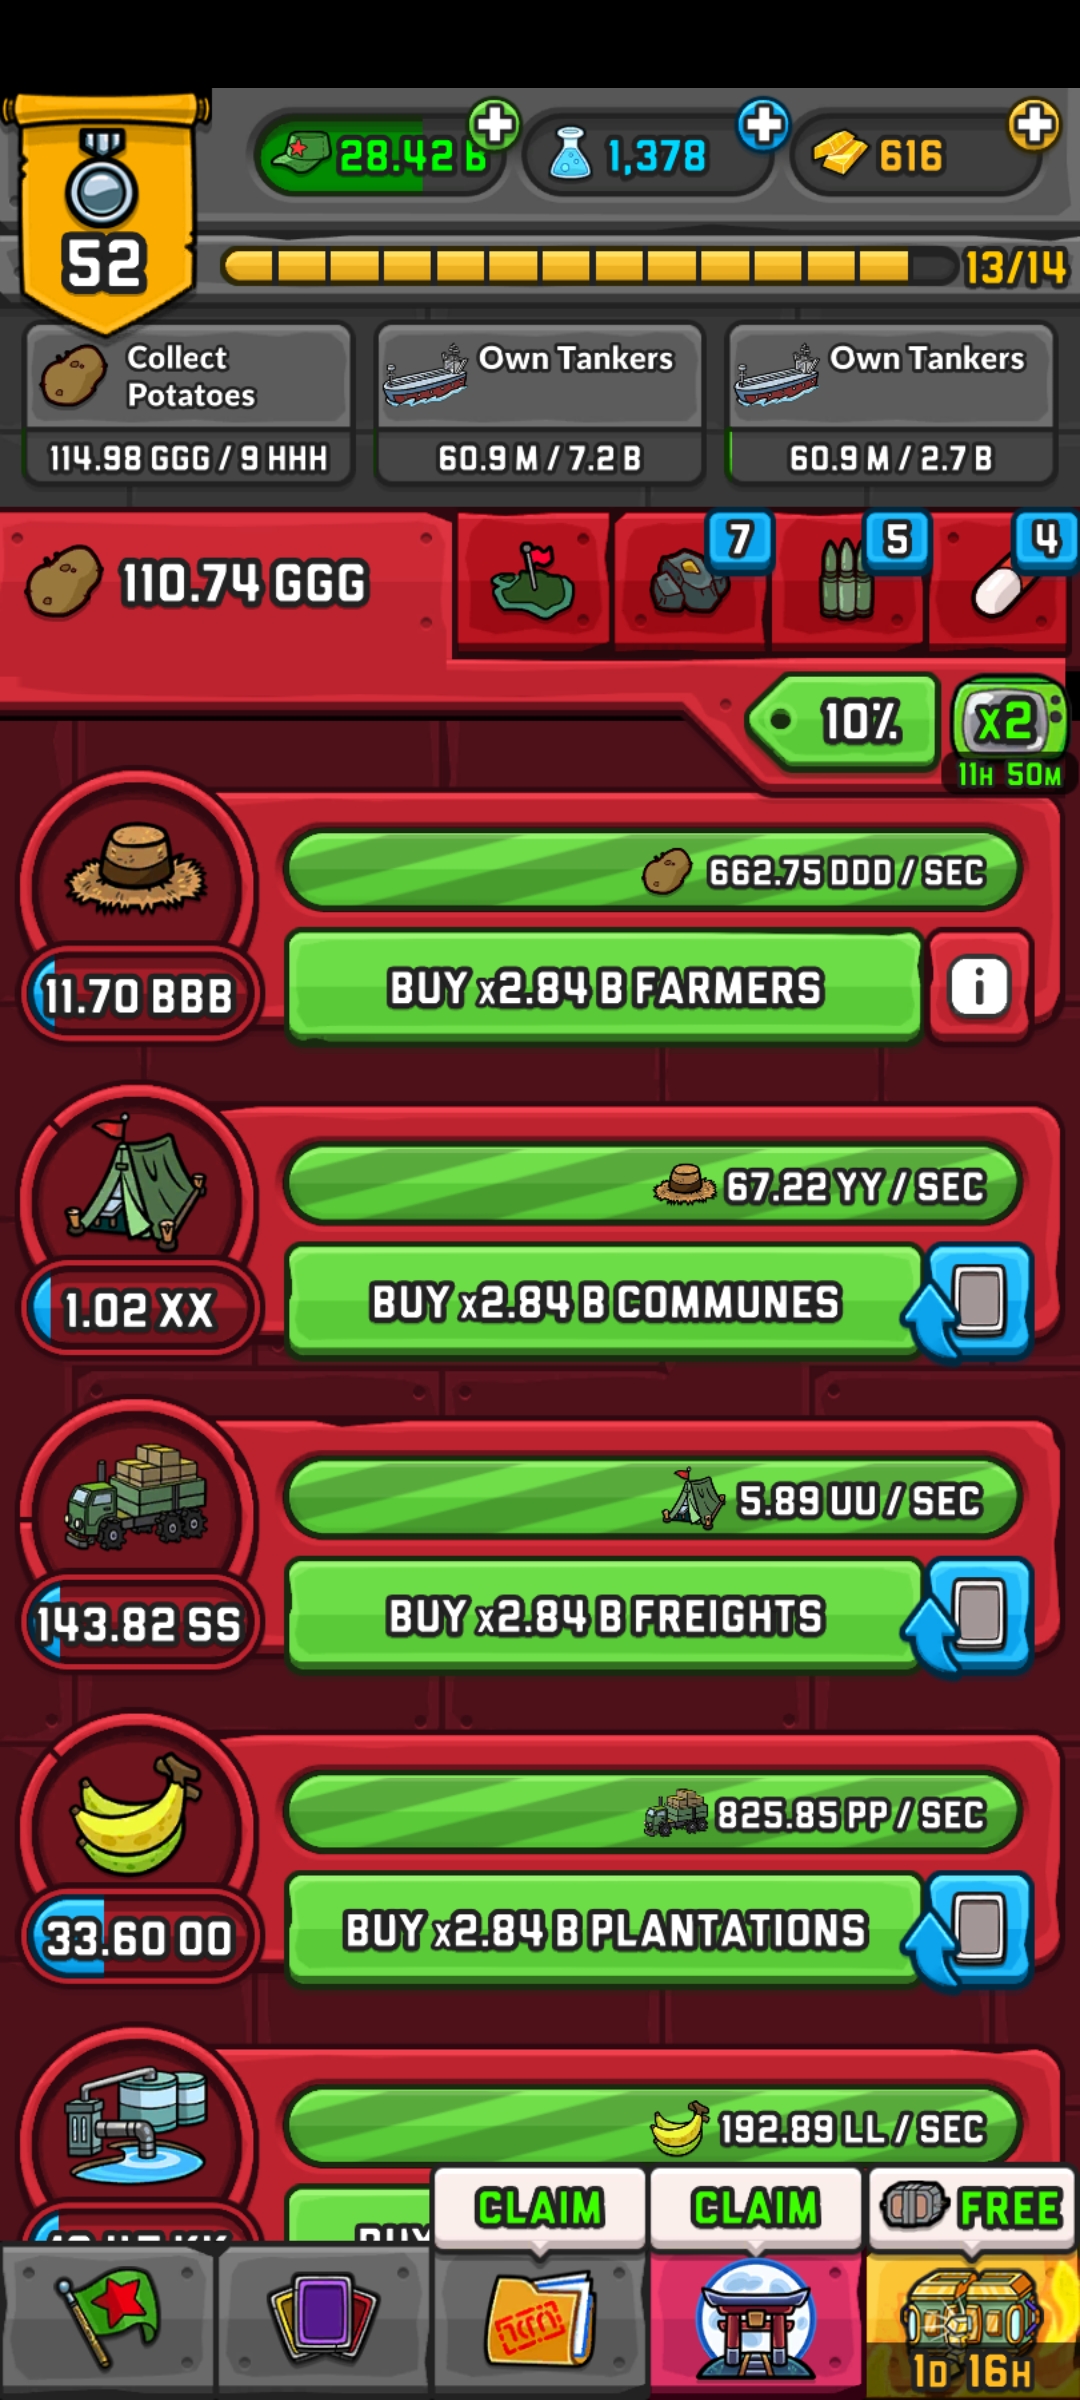 28.42 B
1,378
616
52
13/14
Collect
Potatoes
114.98 GGG / 9 HHH
Own Tankers
60.9 M / 7.2 B
Own Tankers
60.9 M / 2.7 B
110.74 GGG
7
5
4
10%
x2
11H 50M
662.75 DDD / SEC
11.70 BBB
BUY x2.84 B FARMERS
i
67.22 YY / SEC
1.02 XX
BUY x2.84 B COMMUNES
5.89 UU / SEC
143.82 SS
BUY x2.84 B FREIGHTS
825.85 PP / SEC
33.60 OO
BUY x2.84 B PLANTATIONS
192.89 LL / SEC
BUY
CLAIM
CLAIM
FREE
1D 16H